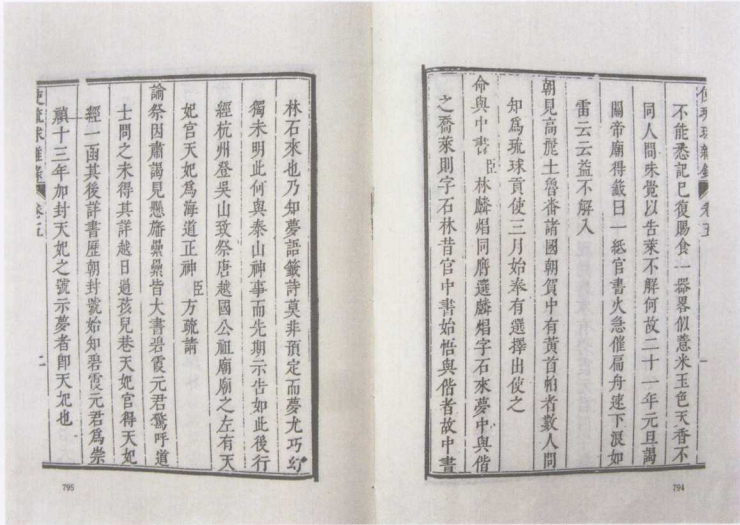 使琉球雜錄 卷五 一
不能悉記巳復賜食一器畧似薏米玉色天香不
同人間味覺以告萊不解何故二十一年元旦謁
關帝廟得籤曰一紙官書火急催扁舟速下浪如
雷云云益不解入
朝見高麗土魯番諸國朝賀中有黃首帕者數人問
知爲琉球貢使三月始奉有選擇出使之
命與中書臣林麟焻同膺選麟焻字石來夢中與偕
之喬萊則字石林昔官中書始悟與偕者故中書
794
林石來也乃知夢語籤詩莫非預定而夢尤巧幻
獨未明此何與泰山神事而先期示告如此後行
經杭州登吳山致祭唐越國公祖廟廟之左有天
妃宮天妃爲海道正神臣方疏請
諭祭因肅謁見懸旛纍纍皆大書碧霞元君驚呼道
士問之未得其詳越日過孩兒巷天妃宮得天妃
經一函其後詳書歷朝封號始知碧霞元君爲崇
禎十三年加封天妃之號示夢者卽天妃也
使琉球雜錄 卷五 二
795